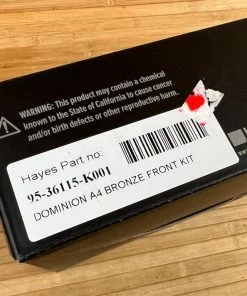 WARNING: This product may contain a chemical
known to the State of California to cause cancer
and/or birth defects or other reproductive harm.
Hayes Part no:
95-36115-K001
DOMINION A4 BRONZE FRONT KIT